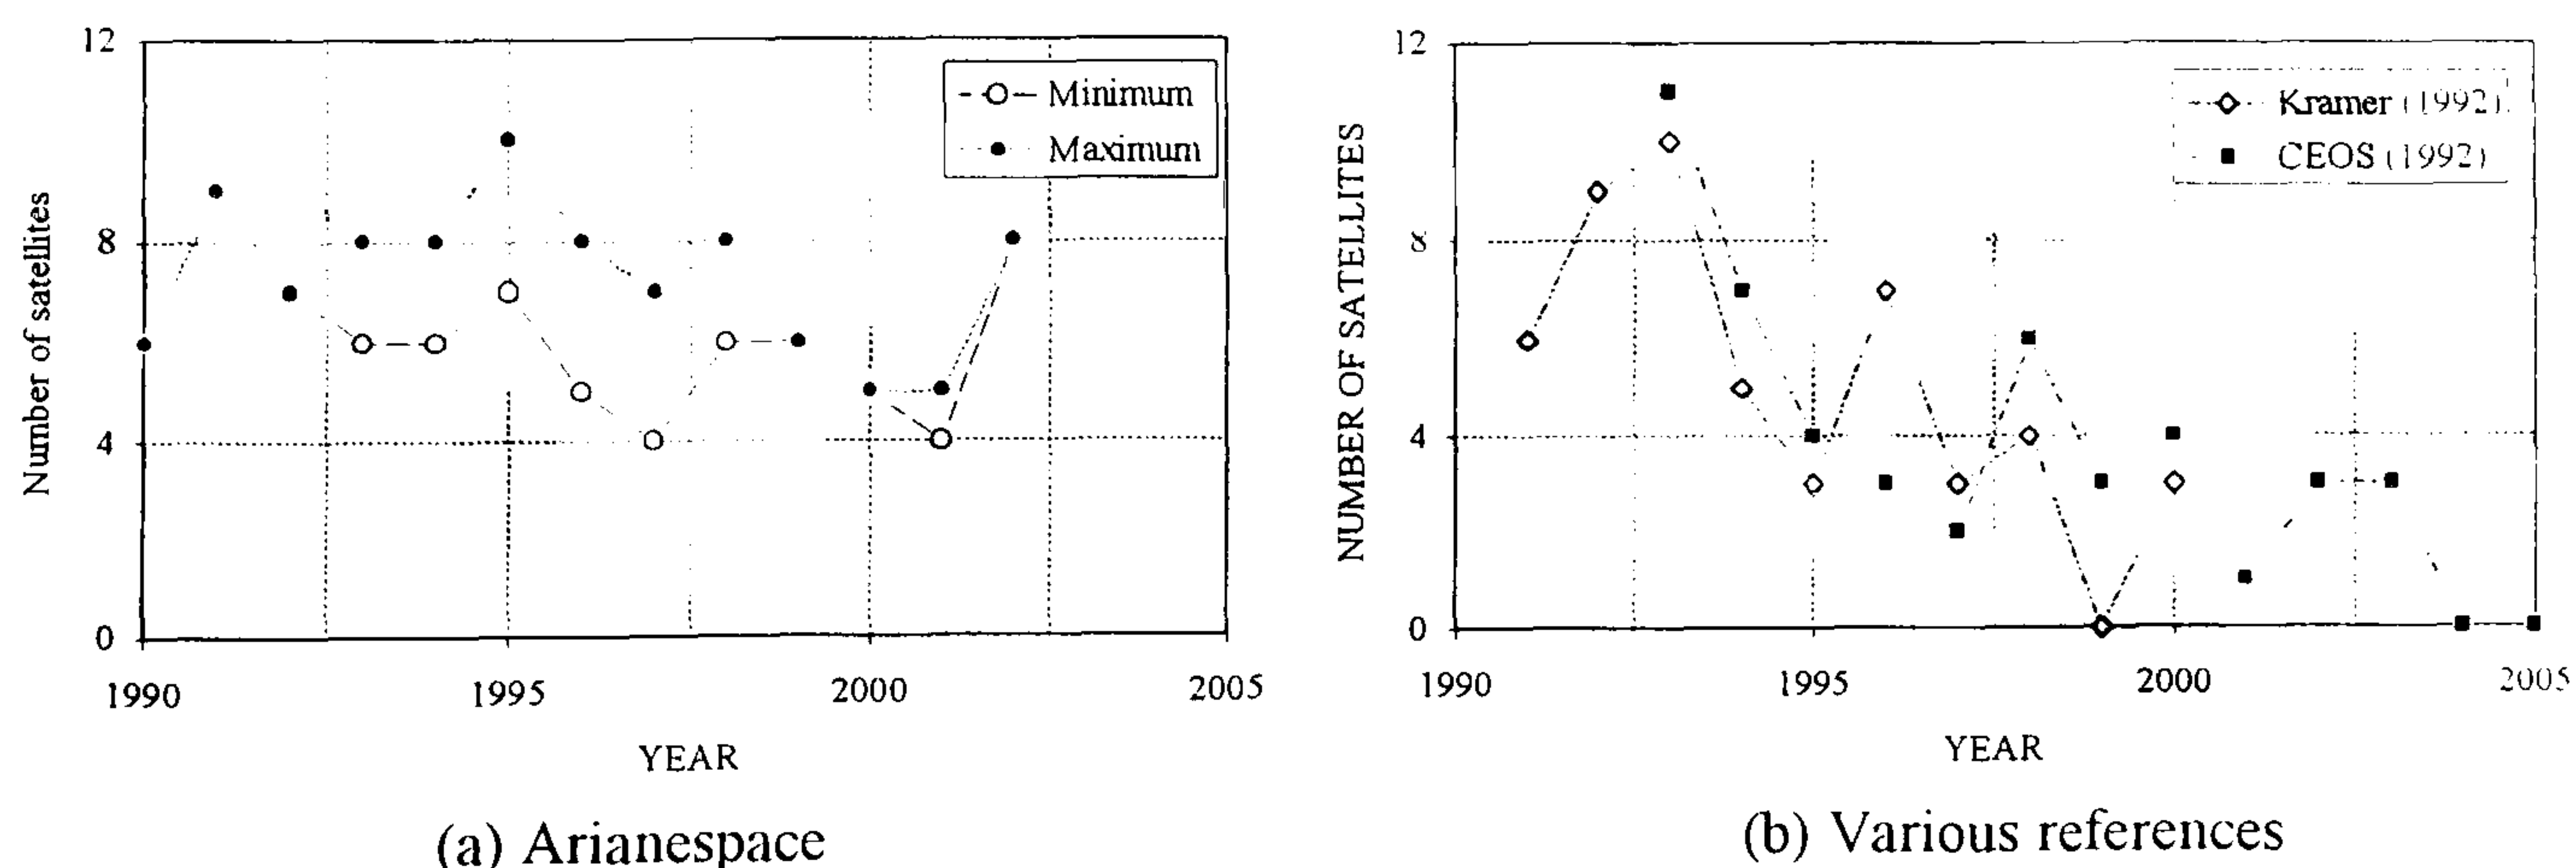 12
8
4
0
Number of satellites
Minimum
Maximum
1990
1995
2000
2005
YEAR
(a) Arianespace
12
8
4
0
NUMBER OF SATELLITES
Kramer (1992)
CEOS (1992)
1990
1995
2000
2005
YEAR
(b) Various references